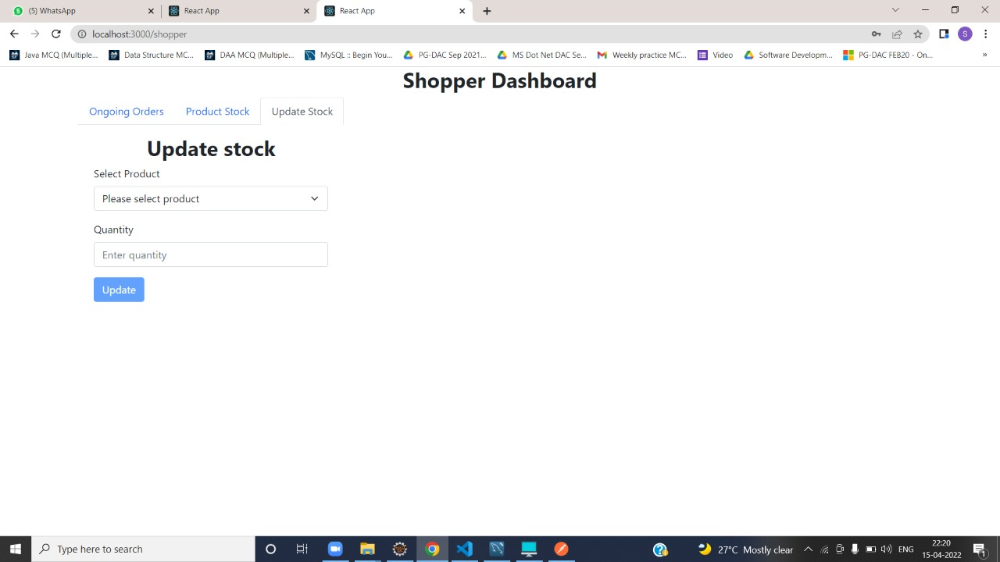 (5) WhatsApp
React App
React App
localhost:3000/shopper
S
Java MCQ (Multiple...
Data Structure MC...
DAA MCQ (Multiple...
MySQL :: Begin You...
PG-DAC Sep 2021...
MS Dot Net DAC Se...
Weekly practice MC...
Video
Software Developm...
PG-DAC FEB20 - On...
»
Shopper Dashboard
Ongoing Orders
Product Stock
Update Stock
Update stock
Select Product
Please select product
Quantity
Enter quantity
Update
Type here to search
27°C Mostly clear
ENG
22:20
15-04-2022
1